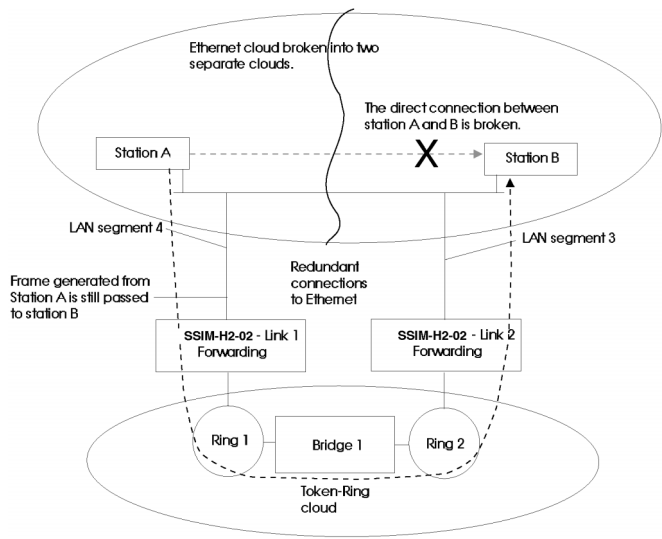 Ethernet cloud broken into two
separate clouds.
The direct connection between
station A and B is broken.
X
Station A
Station B
LAN segment 4
LAN segment 3
Redundant
connections
to Ethernet
Frame generated from
Station A is still passed
to station B
SSIM-H2-02 - Link 1
Forwarding
SSIM-H2-02 - Link 2
Forwarding
Ring 1
Bridge 1
Ring 2
Token-Ring
cloud